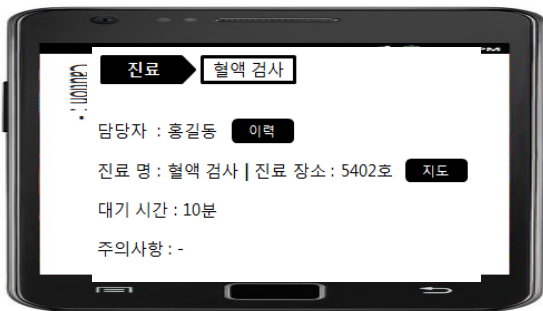 진료 혈액 검사
Caution : -
담당자 : 홍길동 이력
진료 명 : 혈액 검사 | 진료 장소 : 5402호 지도
대기 시간 : 10분
주의사항 : -